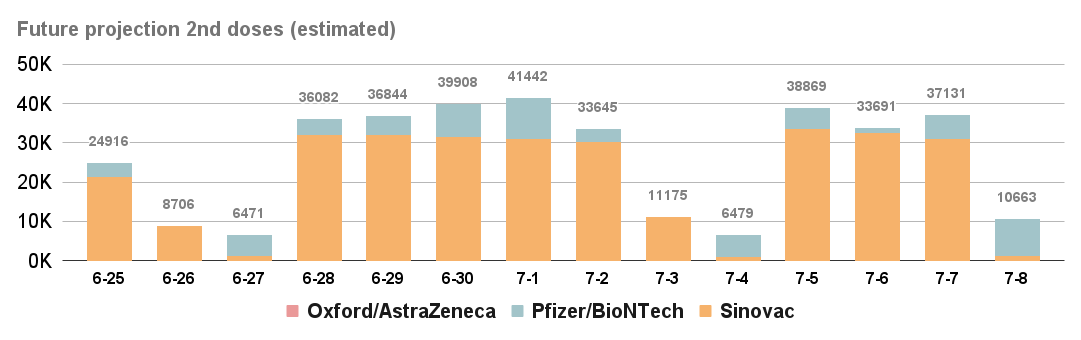 Future projection 2nd doses (estimated)
50K
40K
30K
20K
10K
0K
24916
8706
6471
36082
36844
39908
41442
33645
11175
6479
38869
33691
37131
10663
6-25 6-26 6-27 6-28 6-29 6-30 7-1 7-2 7-3 7-4 7-5 7-6 7-7 7-8
Oxford/AstraZeneca Pfizer/BioNTech Sinovac